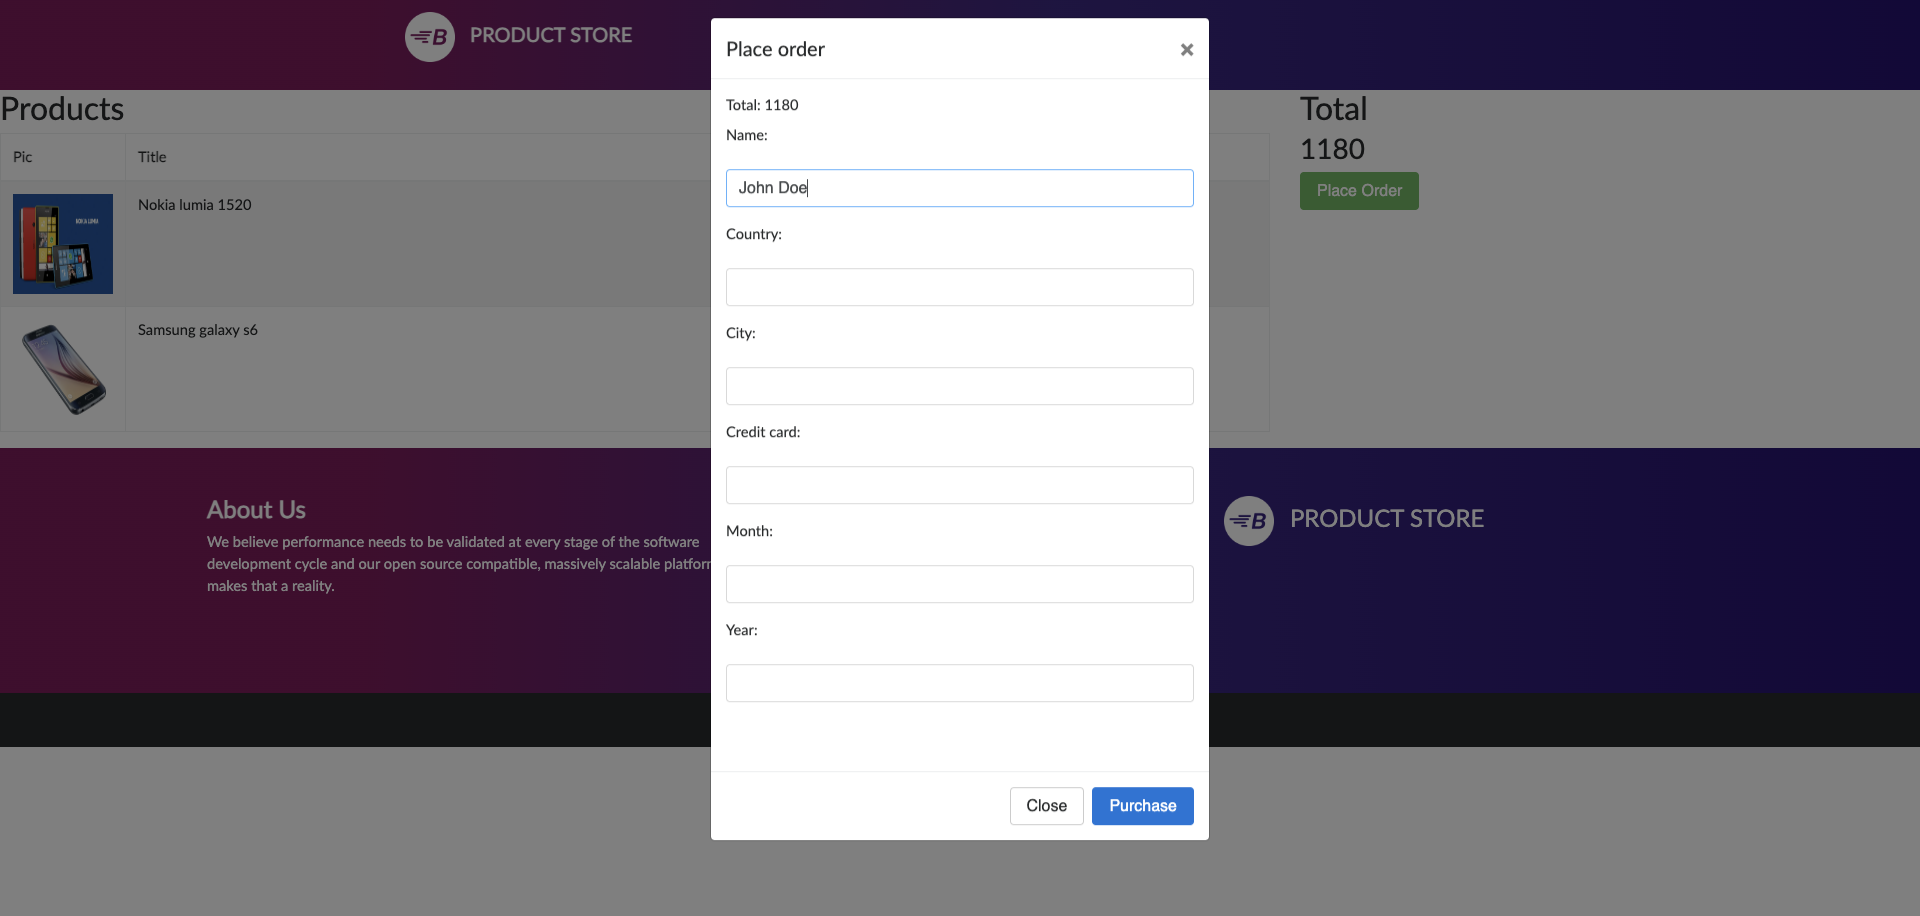 PRODUCT STORE
Place order
×
Total: 1180
Name:
John Doe
Country:
City:
Credit card:
Month:
Year:
Close
Purchase
Products
Pic
Title
Nokia lumia 1520
NOKIA LUMIA
Samsung galaxy s6
Total
1180
Place Order
About Us
We believe performance needs to be validated at every stage of the software
development cycle and our open source compatible, massively scalable platfor
makes that a reality.
B PRODUCT STORE